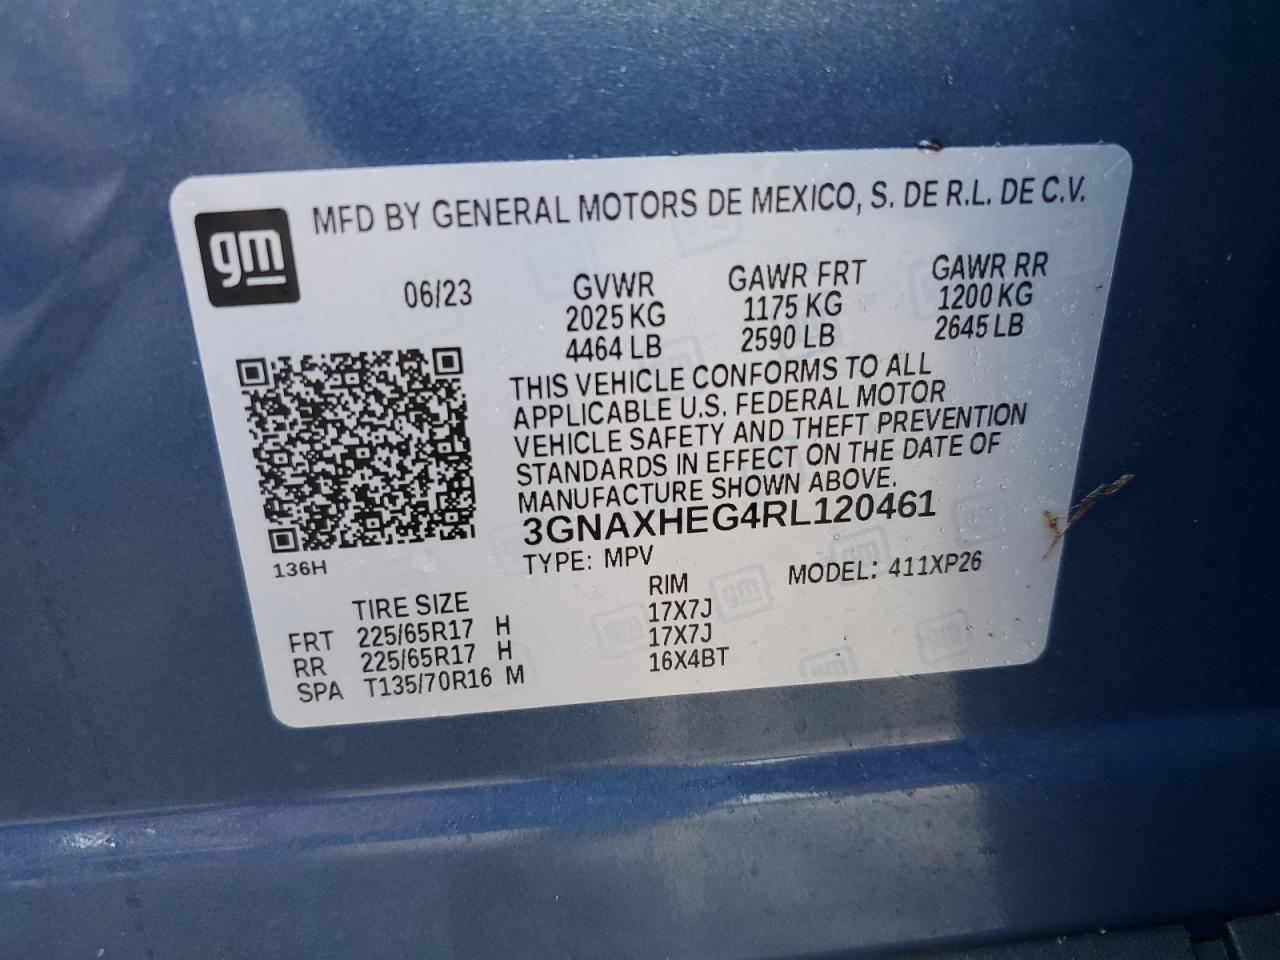 gm
MFD BY GENERAL MOTORS DE MEXICO, S. DE R.L. DE C.V.
06/23 GVWR GAWR FRT GAWR RR
2025 KG 1175 KG 1200 KG
4464 LB 2590 LB 2645 LB
THIS VEHICLE CONFORMS TO ALL
APPLICABLE U.S. FEDERAL MOTOR
VEHICLE SAFETY AND THEFT PREVENTION
STANDARDS IN EFFECT ON THE DATE OF
MANUFACTURE SHOWN ABOVE.
3GNAXHEG4RL120461
136H
TYPE: MPV MODEL: 411XP26
TIRE SIZE RIM
FRT 225/65R17 H 17X7J
RR 225/65R17 H 17X7J
SPA T135/70R16 M 16X4BT